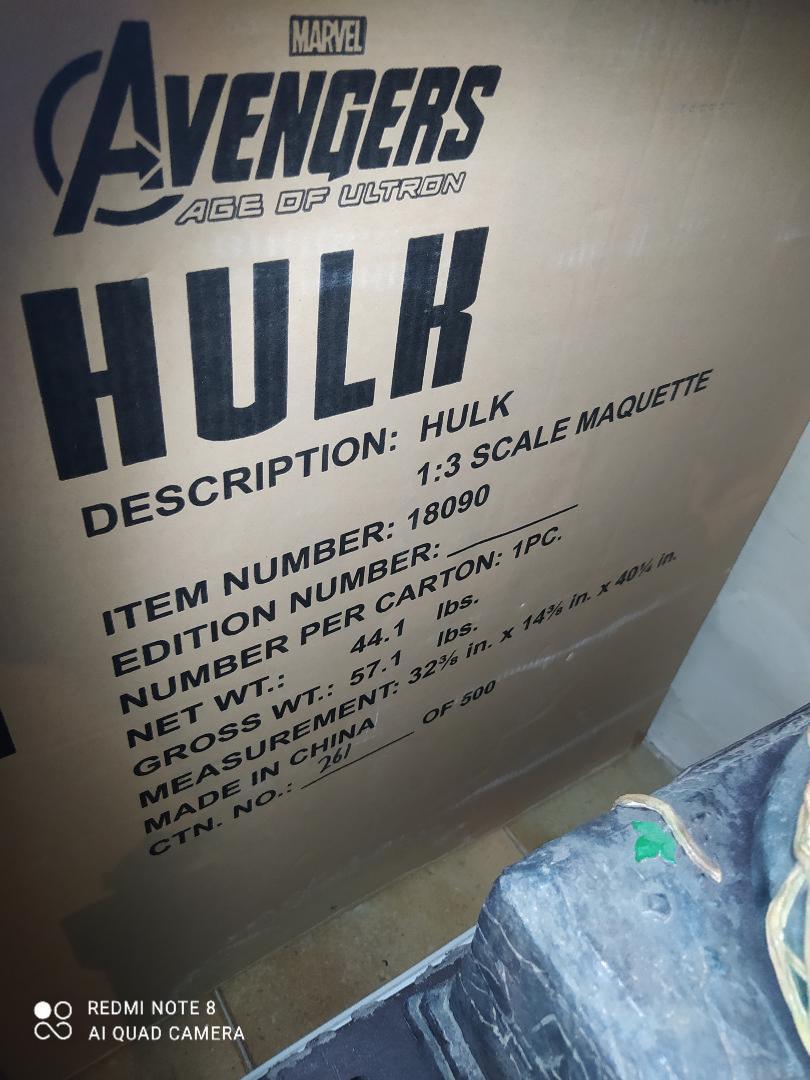 MARVEL
AVENGERS
AGE OF ULTRON
HULK
DESCRIPTION: HULK
1:3 SCALE MAQUETTE
ITEM NUMBER: 18090
EDITION NUMBER: ________
NUMBER PER CARTON: 1PC.
NET WT.: 44.1 lbs.
GROSS WT.: 57.1 lbs.
MEASUREMENT: 32⅜ in. x 14⅜ in. x 40¼ in.
MADE IN CHINA
CTN. NO.: 261 OF 500
REDMI NOTE 8
AI QUAD CAMERA